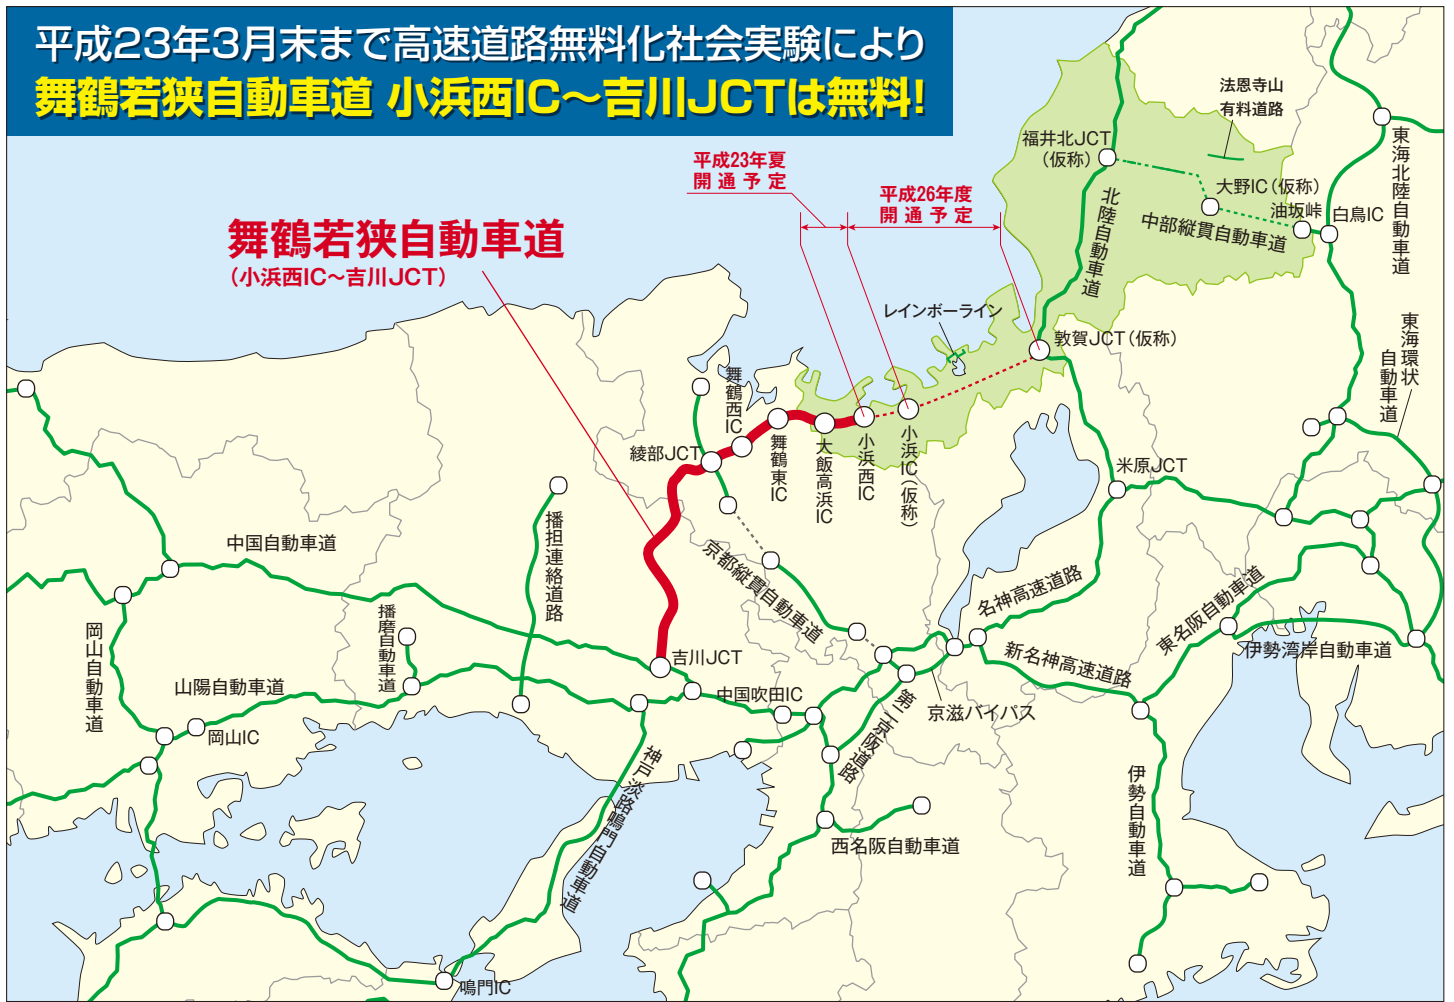 平成23年3月末まで高速道路無料化社会実験により
舞鶴若狭自動車道 小浜西IC～吉川JCTは無料!
法恩寺山
有料道路
福井北JCT
（仮称）
平成23年夏
開通予定
平成26年度
開通予定
大野IC（仮称）
油坂峠
白鳥IC
東海北陸自動車道
北陸自動車道
中部縦貫自動車道
舞鶴若狭自動車道
（小浜西IC～吉川JCT）
レインボーライン
敦賀JCT（仮称）
東海環状
自動車道
舞鶴西IC
綾部JCT
舞鶴東IC
大飯高浜IC
小浜西IC
小浜IC（仮称）
米原JCT
中国自動車道
播担連絡道路
京都縦貫自動車道
名神高速道路
東名阪自動車道
岡山自動車道
播磨自動車道
吉川JCT
新名神高速道路
伊勢湾岸自動車道
山陽自動車道
中国吹田IC
京滋バイパス
第二京阪道路
岡山IC
神戸淡路鳴門自動車道
伊勢自動車道
西名阪自動車道
鳴門IC